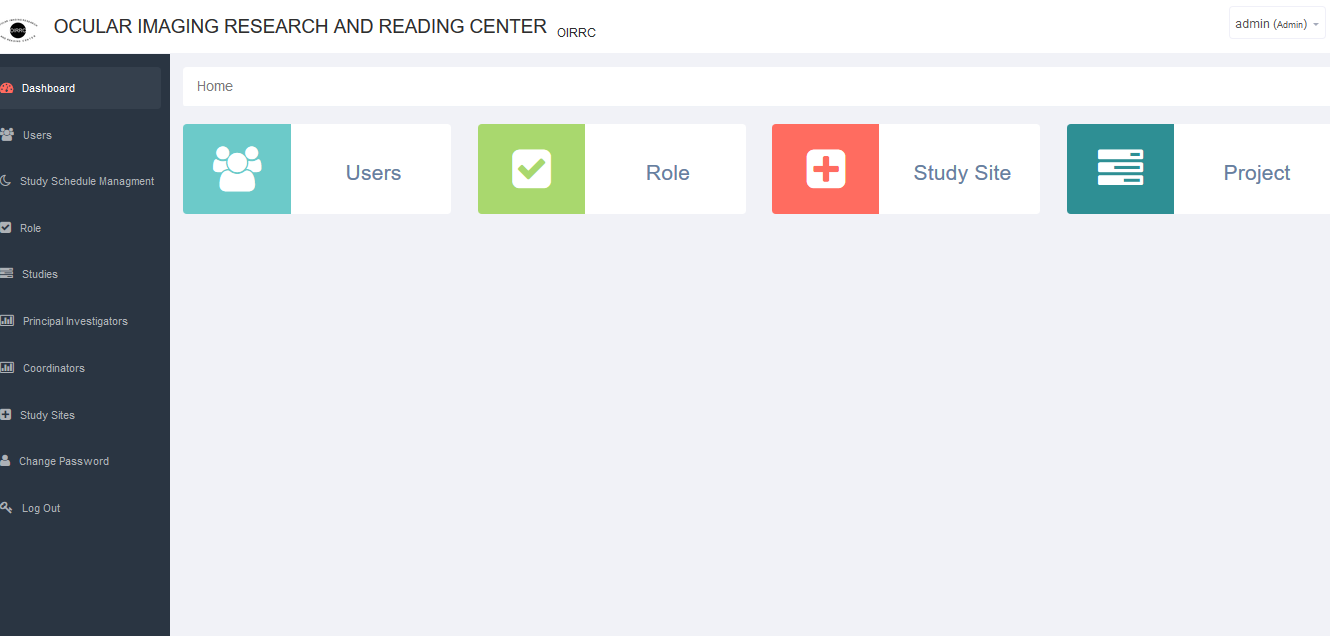 OIRRC
OCULAR IMAGING RESEARCH AND READING CENTER OIRRC
admin (Admin)
Dashboard
Users
Study Schedule Managment
Role
Studies
Principal Investigators
Coordinators
Study Sites
Change Password
Log Out
Home
Users
Role
Study Site
Project